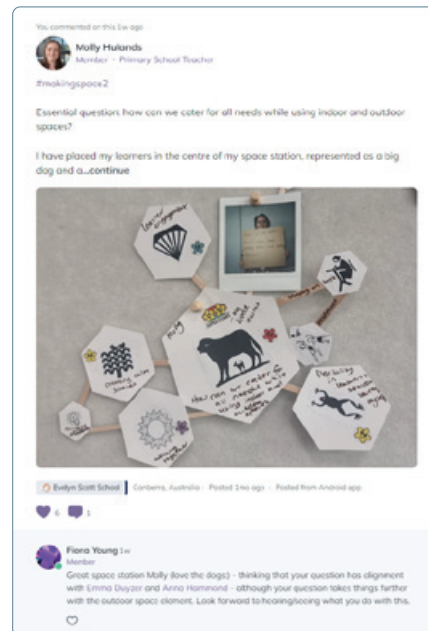 You commented on this 1w ago
Molly Hulands
Member · Primary School Teacher
#makingspace2
Essential question: how can we cater for all needs while using indoor and outdoor
spaces?
I have placed my learners in the centre of my space station, represented as a big
dog and a...continue
learner engagement
Molly
How can we cater for
all needs while
using indoor and
outdoor
spaces
Flexibility
in
Evelyn Scott School Canberra, Australia · Posted 1mo ago · Posted from Android app
6 1
Fiona Young 1w
Member
Great space station Molly (love the dogs) - thinking that your question has alignment
with Emma Duyzer and Anna Hammond - although your question takes things further
with the outdoor space element. Look forward to hearing/seeing what you do with this.